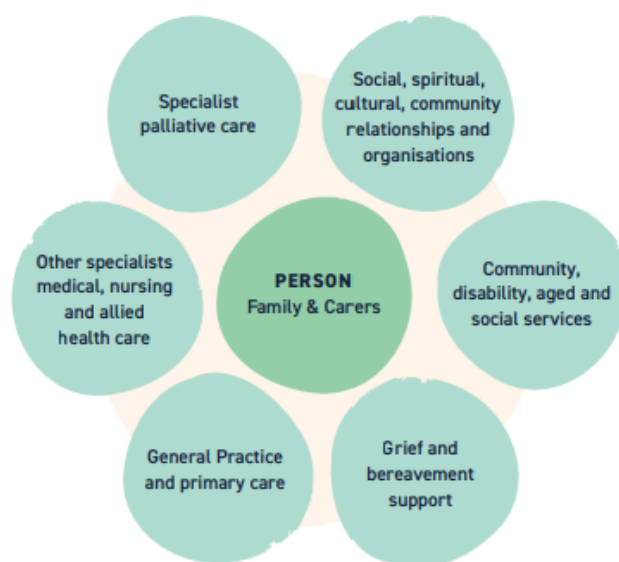 Specialist
palliative care
Social, spiritual,
cultural, community
relationships and
organisations
Other specialists
medical, nursing
and allied
health care
PERSON
Family & Carers
Community,
disability, aged and
social services
General Practice
and primary care
Grief and
bereavement
support